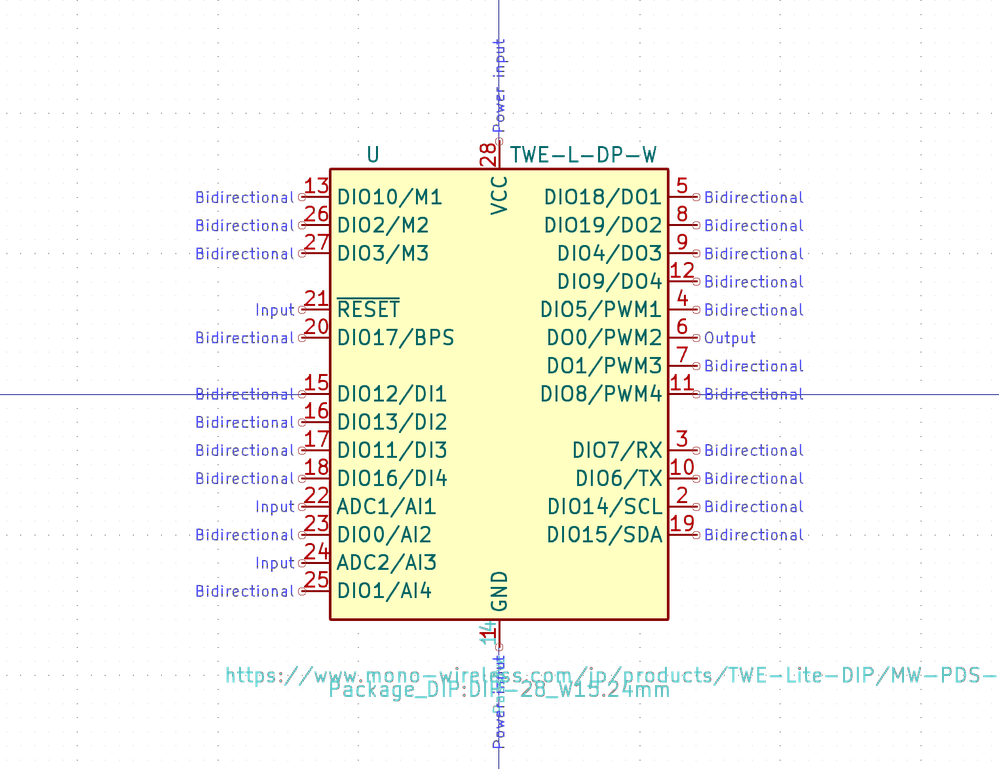 Power input
28
U
TWE-L-DP-W
VCC
Bidirectional 13 DIO10/M1 DIO18/DO1 5 Bidirectional
Bidirectional 26 DIO2/M2 DIO19/DO2 8 Bidirectional
Bidirectional 27 DIO3/M3 DIO4/DO3 9 Bidirectional
DIO9/DO4 12 Bidirectional
Input 21 RESET DIO5/PWM1 4 Bidirectional
Bidirectional 20 DIO17/BPS DO0/PWM2 6 Output
DO1/PWM3 7 Bidirectional
Bidirectional 15 DIO12/DI1 DIO8/PWM4 11 Bidirectional
Bidirectional 16 DIO13/DI2
Bidirectional 17 DIO11/DI3 DIO7/RX 3 Bidirectional
Bidirectional 18 DIO16/DI4 DIO6/TX 10 Bidirectional
Input 22 ADC1/AI1 DIO14/SCL 2 Bidirectional
Bidirectional 23 DIO0/AI2 DIO15/SDA 19 Bidirectional
Input 24 ADC2/AI3
Bidirectional 25 DIO1/AI4
GND
1
14
https://www.mono-wireless.com/jp/products/TWE-Lite-DIP/MW-PDS-
Package_DIP:DIP-28_W15.24mm
Power input